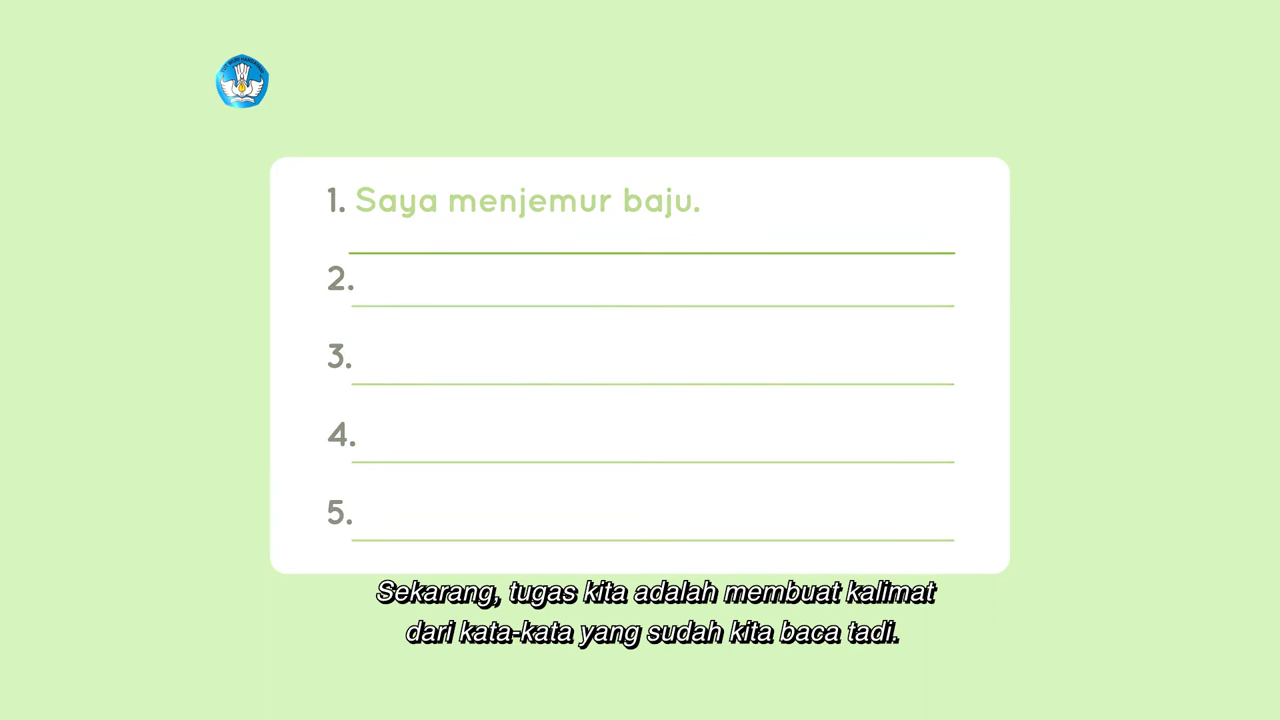 1. Saya menjemur baju.
2.
3.
4.
5.
Sekarang, tugas kita adalah membuat kalimat
dari kata-kata yang sudah kita baca tadi.